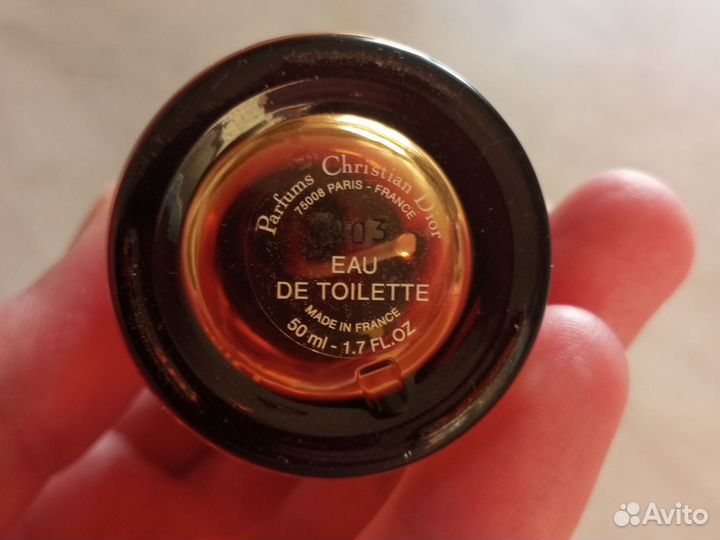 Parfums Christian Dior
75008 PARIS - FRANCE
EAU
DE TOILETTE
MADE IN FRANCE
50 ml - 1.7 FL.OZ
Avito